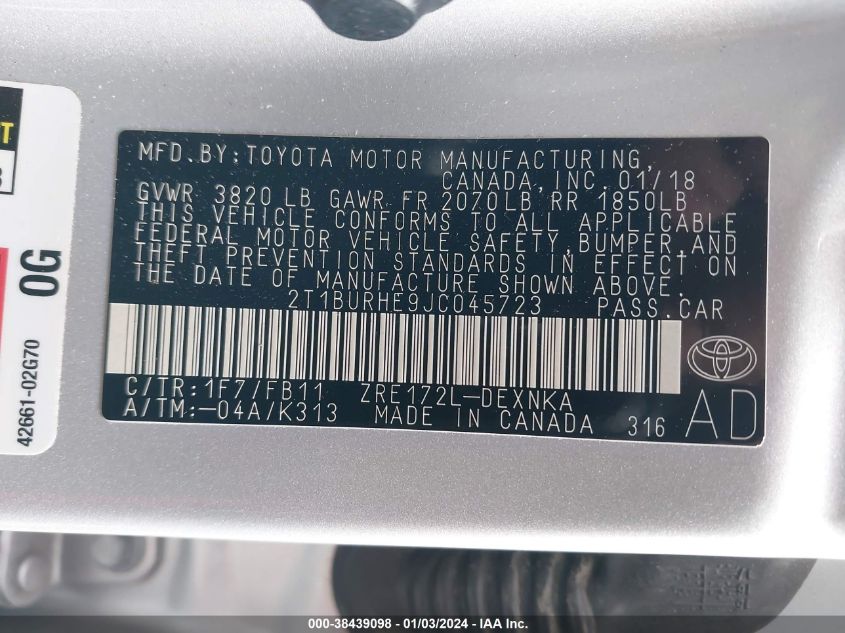 MFD.BY:TOYOTA MOTOR MANUFACTURING,
CANADA,INC.01/18
GVWR 3820 LB GAWR FR 2070LB RR 1850LB
THIS VEHICLE CONFORMS TO ALL APPLICABLE
FEDERAL MOTOR VEHICLE SAFETY,BUMPER,AND
THEFT PREVENTION STANDARDS IN EFFECT ON
THE DATE OF MANUFACTURE SHOWN ABOVE.
2T1BURHE9JC045723 PASS.CAR
C/TR:1F7/FB11 ZRE172L-DEXNKA
A/TM:-04A/K313 MADE IN CANADA 316
AD
0G
42661-02G70
000-38439098 - 01/03/2024 - IAA Inc.